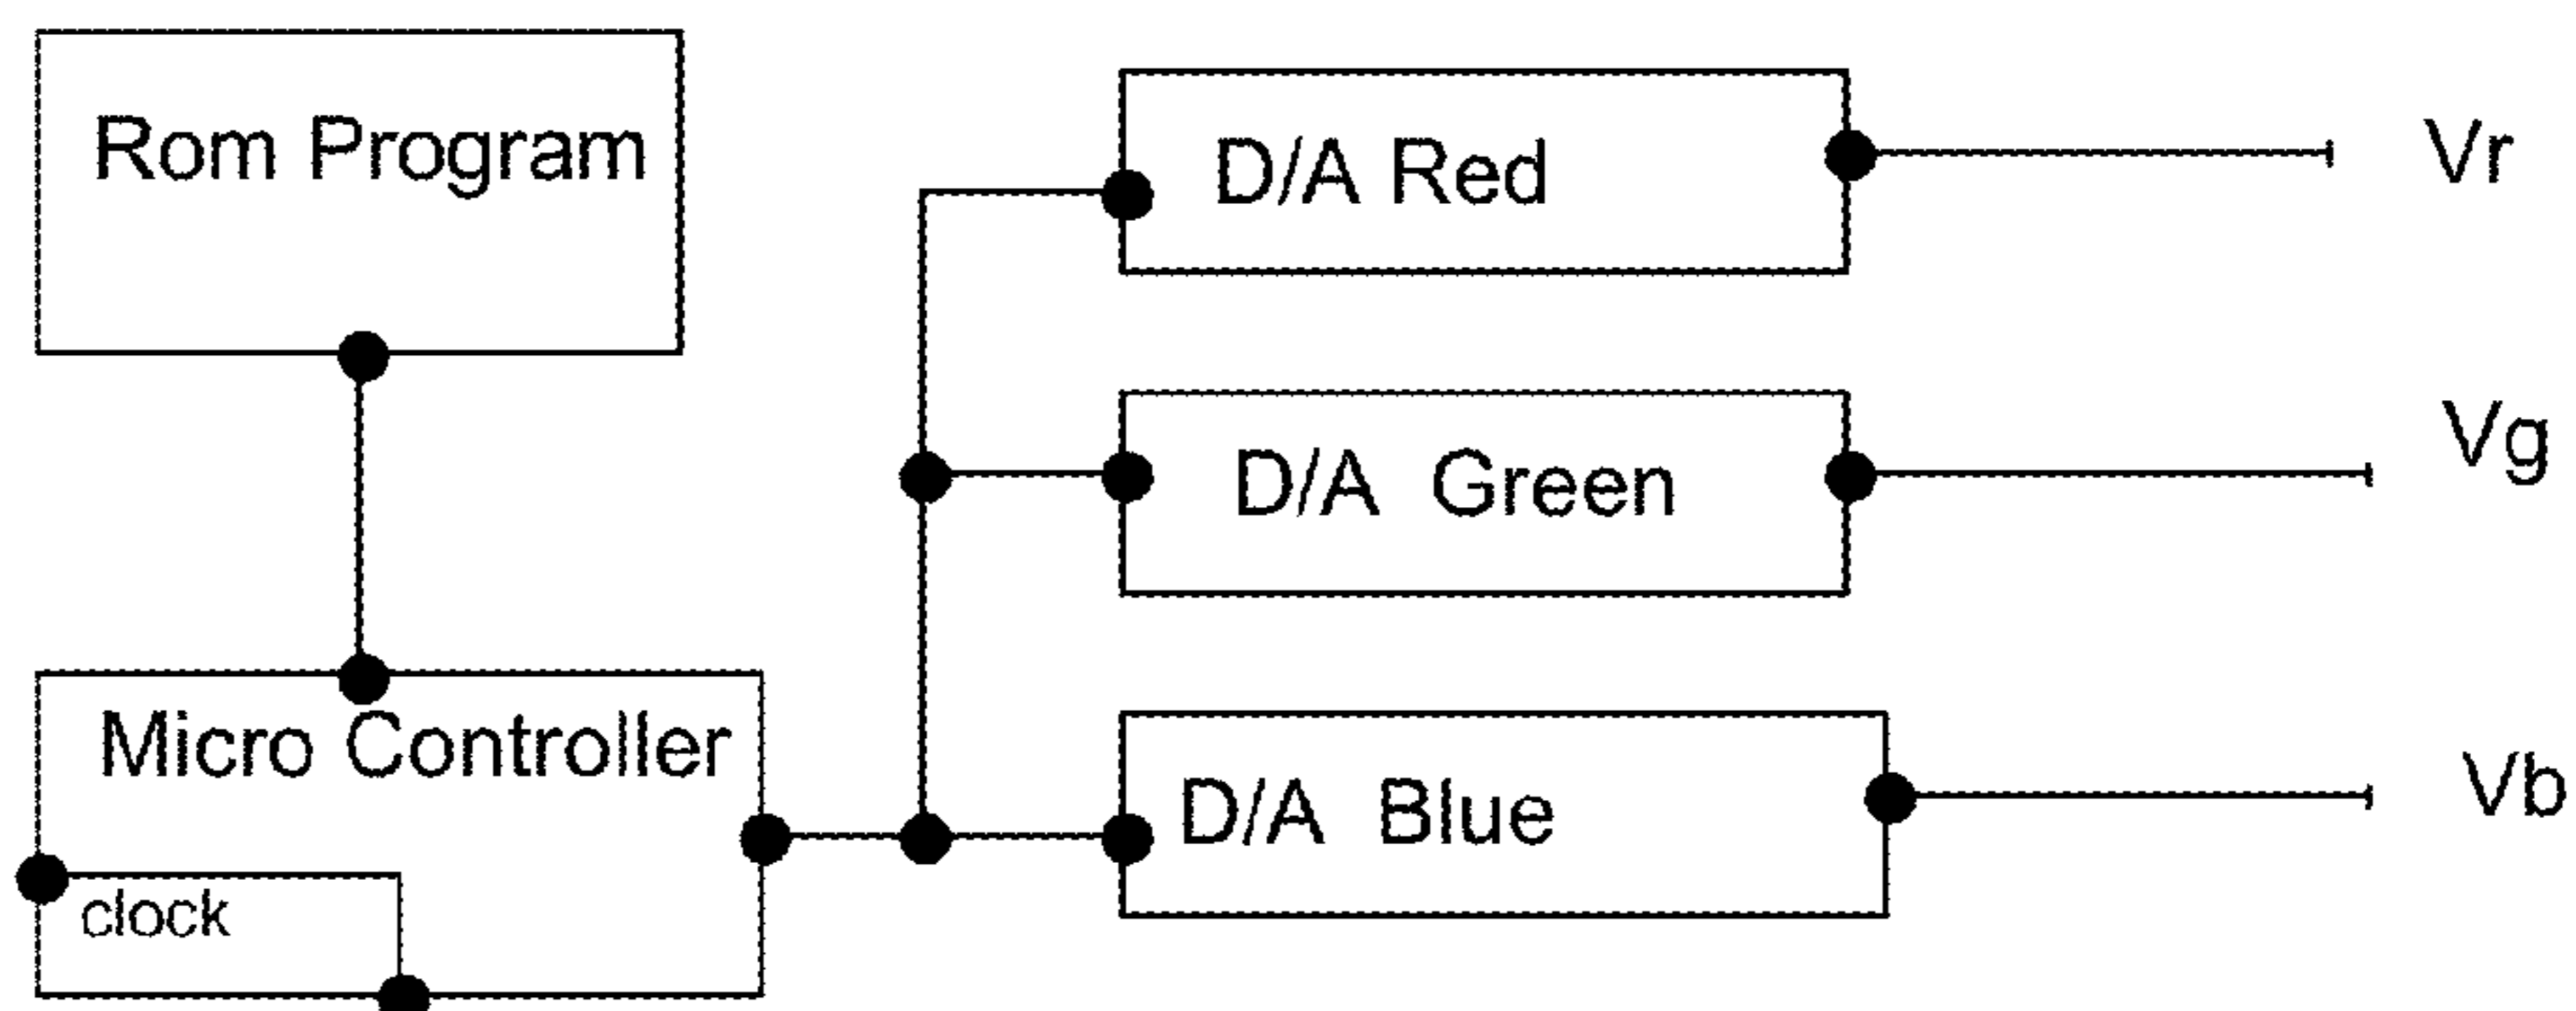 Rom Program
D/A Red
Vr
D/A Green
Vg
Micro Controller
D/A Blue
Vb
clock